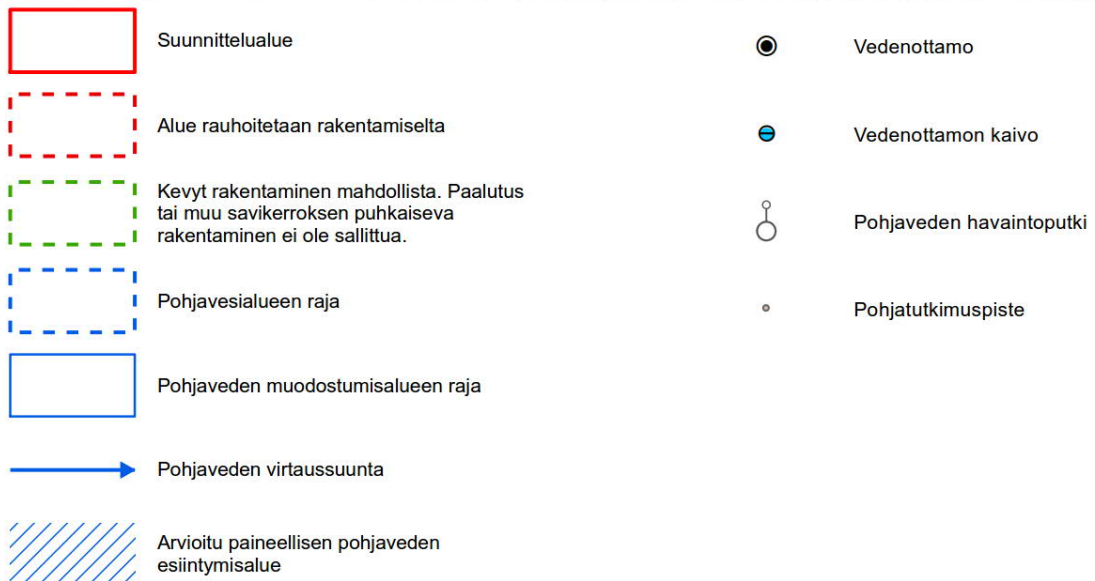 Suunnittelualue
Alue rauhoitetaan rakentamiselta
Kevyt rakentaminen mahdollista. Paalutus
tai muu savikerroksen puhkaiseva
rakentaminen ei ole sallittua.
Pohjavesialueen raja
Pohjaveden muodostumisalueen raja
Pohjaveden virtaussuunta
Arvioitu paineellisen pohjaveden
esiintymisalue
Vedenottamo
Vedenottamon kaivo
Pohjaveden havaintoputki
Pohjatutkimuspiste